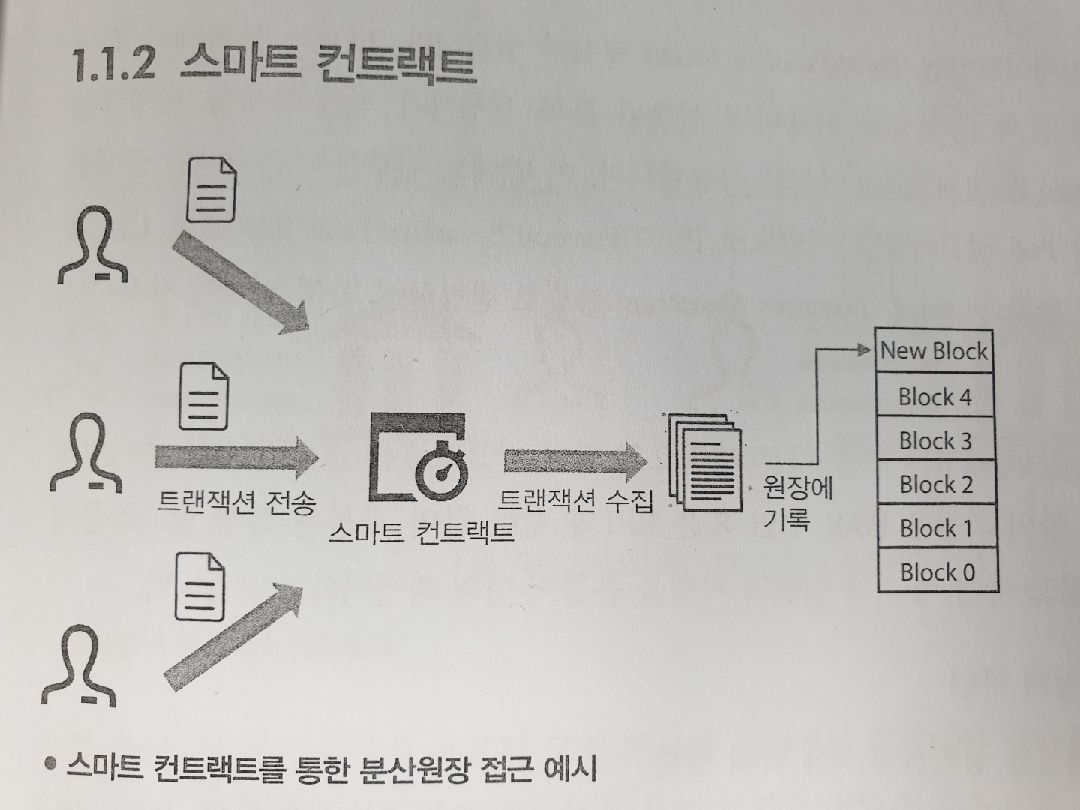 1.1.2 스마트 컨트랙트
트랜잭션 전송
스마트 컨트랙트
트랜잭션 수집
원장에
기록
New Block
Block 4
Block 3
Block 2
Block 1
Block 0
• 스마트 컨트랙트를 통한 분산원장 접근 예시